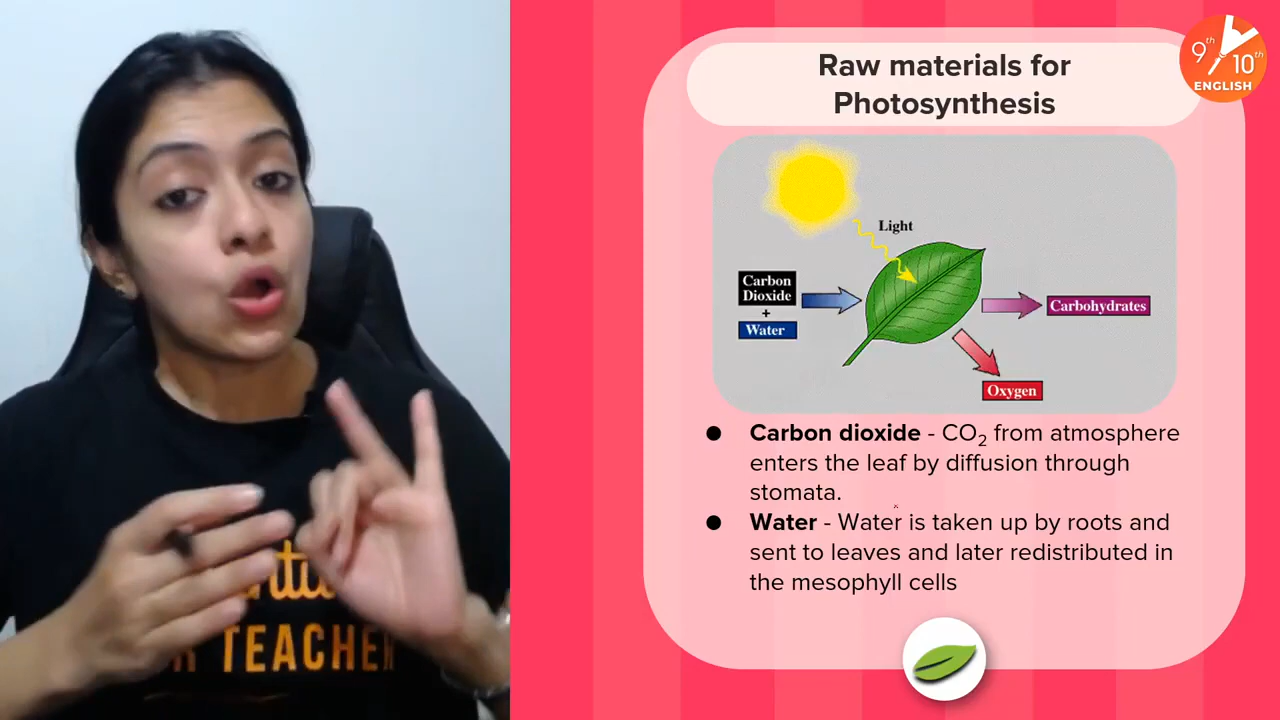 Raw materials for
Photosynthesis
9th
10th
ENGLISH
Light
Carbon
Dioxide
+
Water
Carbohydrates
Oxygen
● Carbon dioxide - CO₂ from atmosphere
enters the leaf by diffusion through
stomata.
● Water - Water is taken up by roots and
sent to leaves and later redistributed in
the mesophyll cells
TEACHER